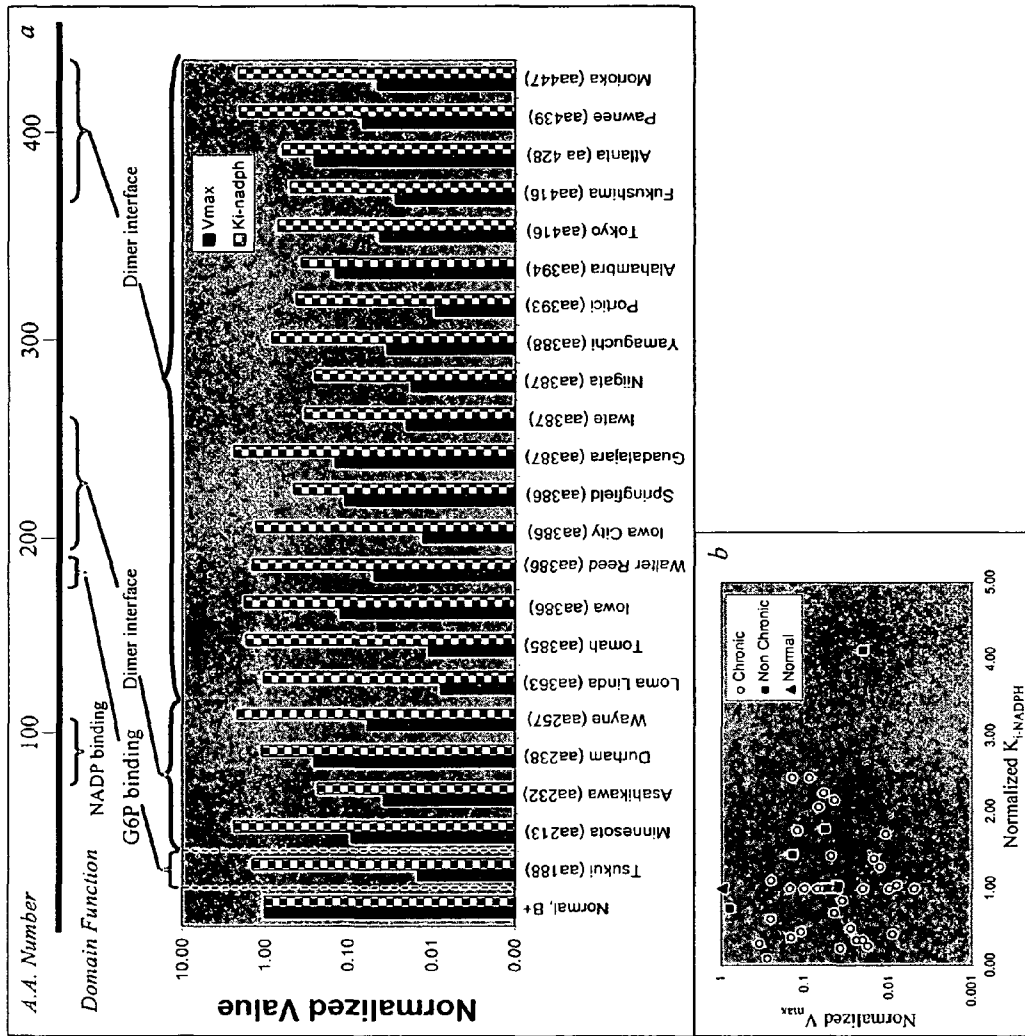 a
A.A. Number
100
200
300
400
Domain Function
NADP binding
G6P binding
Dimer interface
Dimer interface
Normalized Value
10.00
1.00
0.10
0.01
0.00
Vmax
Ki-nadph
Normal, B+
Tsukui (aa188)
Minnesota (aa213)
Asahikawa (aa232)
Durham (aa238)
Wayne (aa257)
Loma Linda (aa363)
Tomah (aa385)
Iowa (aa386)
Walter Reed (aa386)
Iowa City (aa386)
Springfield (aa386)
Guadalajara (aa387)
Iwate (aa387)
Niigata (aa387)
Yamaguchi (aa388)
Portici (aa393)
Alahambra (aa394)
Tokyo (aa416)
Fukushima (aa416)
Atlanta (aa 428)
Pawnee (aa439)
Morioka (aa447)
b
Normalized Vmax
1
0.1
0.01
0.001
Chronic
Non Chronic
Normal
0.00
1.00
2.00
3.00
4.00
5.00
Normalized Ki-NADPH